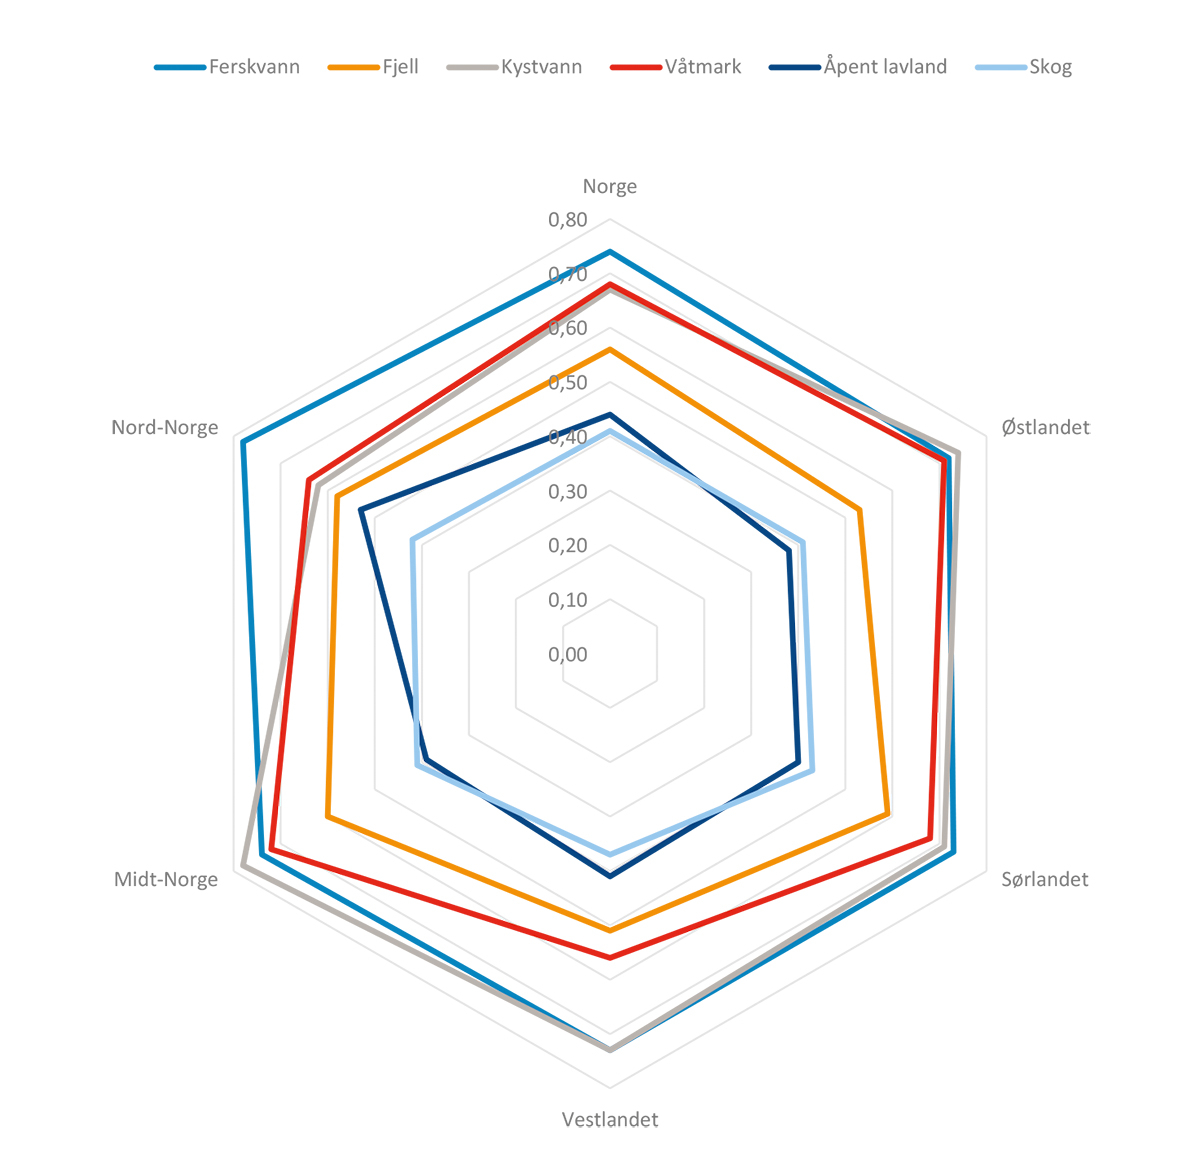 Ferskvann Fjell Kystvann Våtmark Åpent lavland Skog
Norge
0,80
0,70
0,60
0,50
0,40
0,30
0,20
0,10
0,00
Nord-Norge
Østlandet
Midt-Norge
Sørlandet
Vestlandet